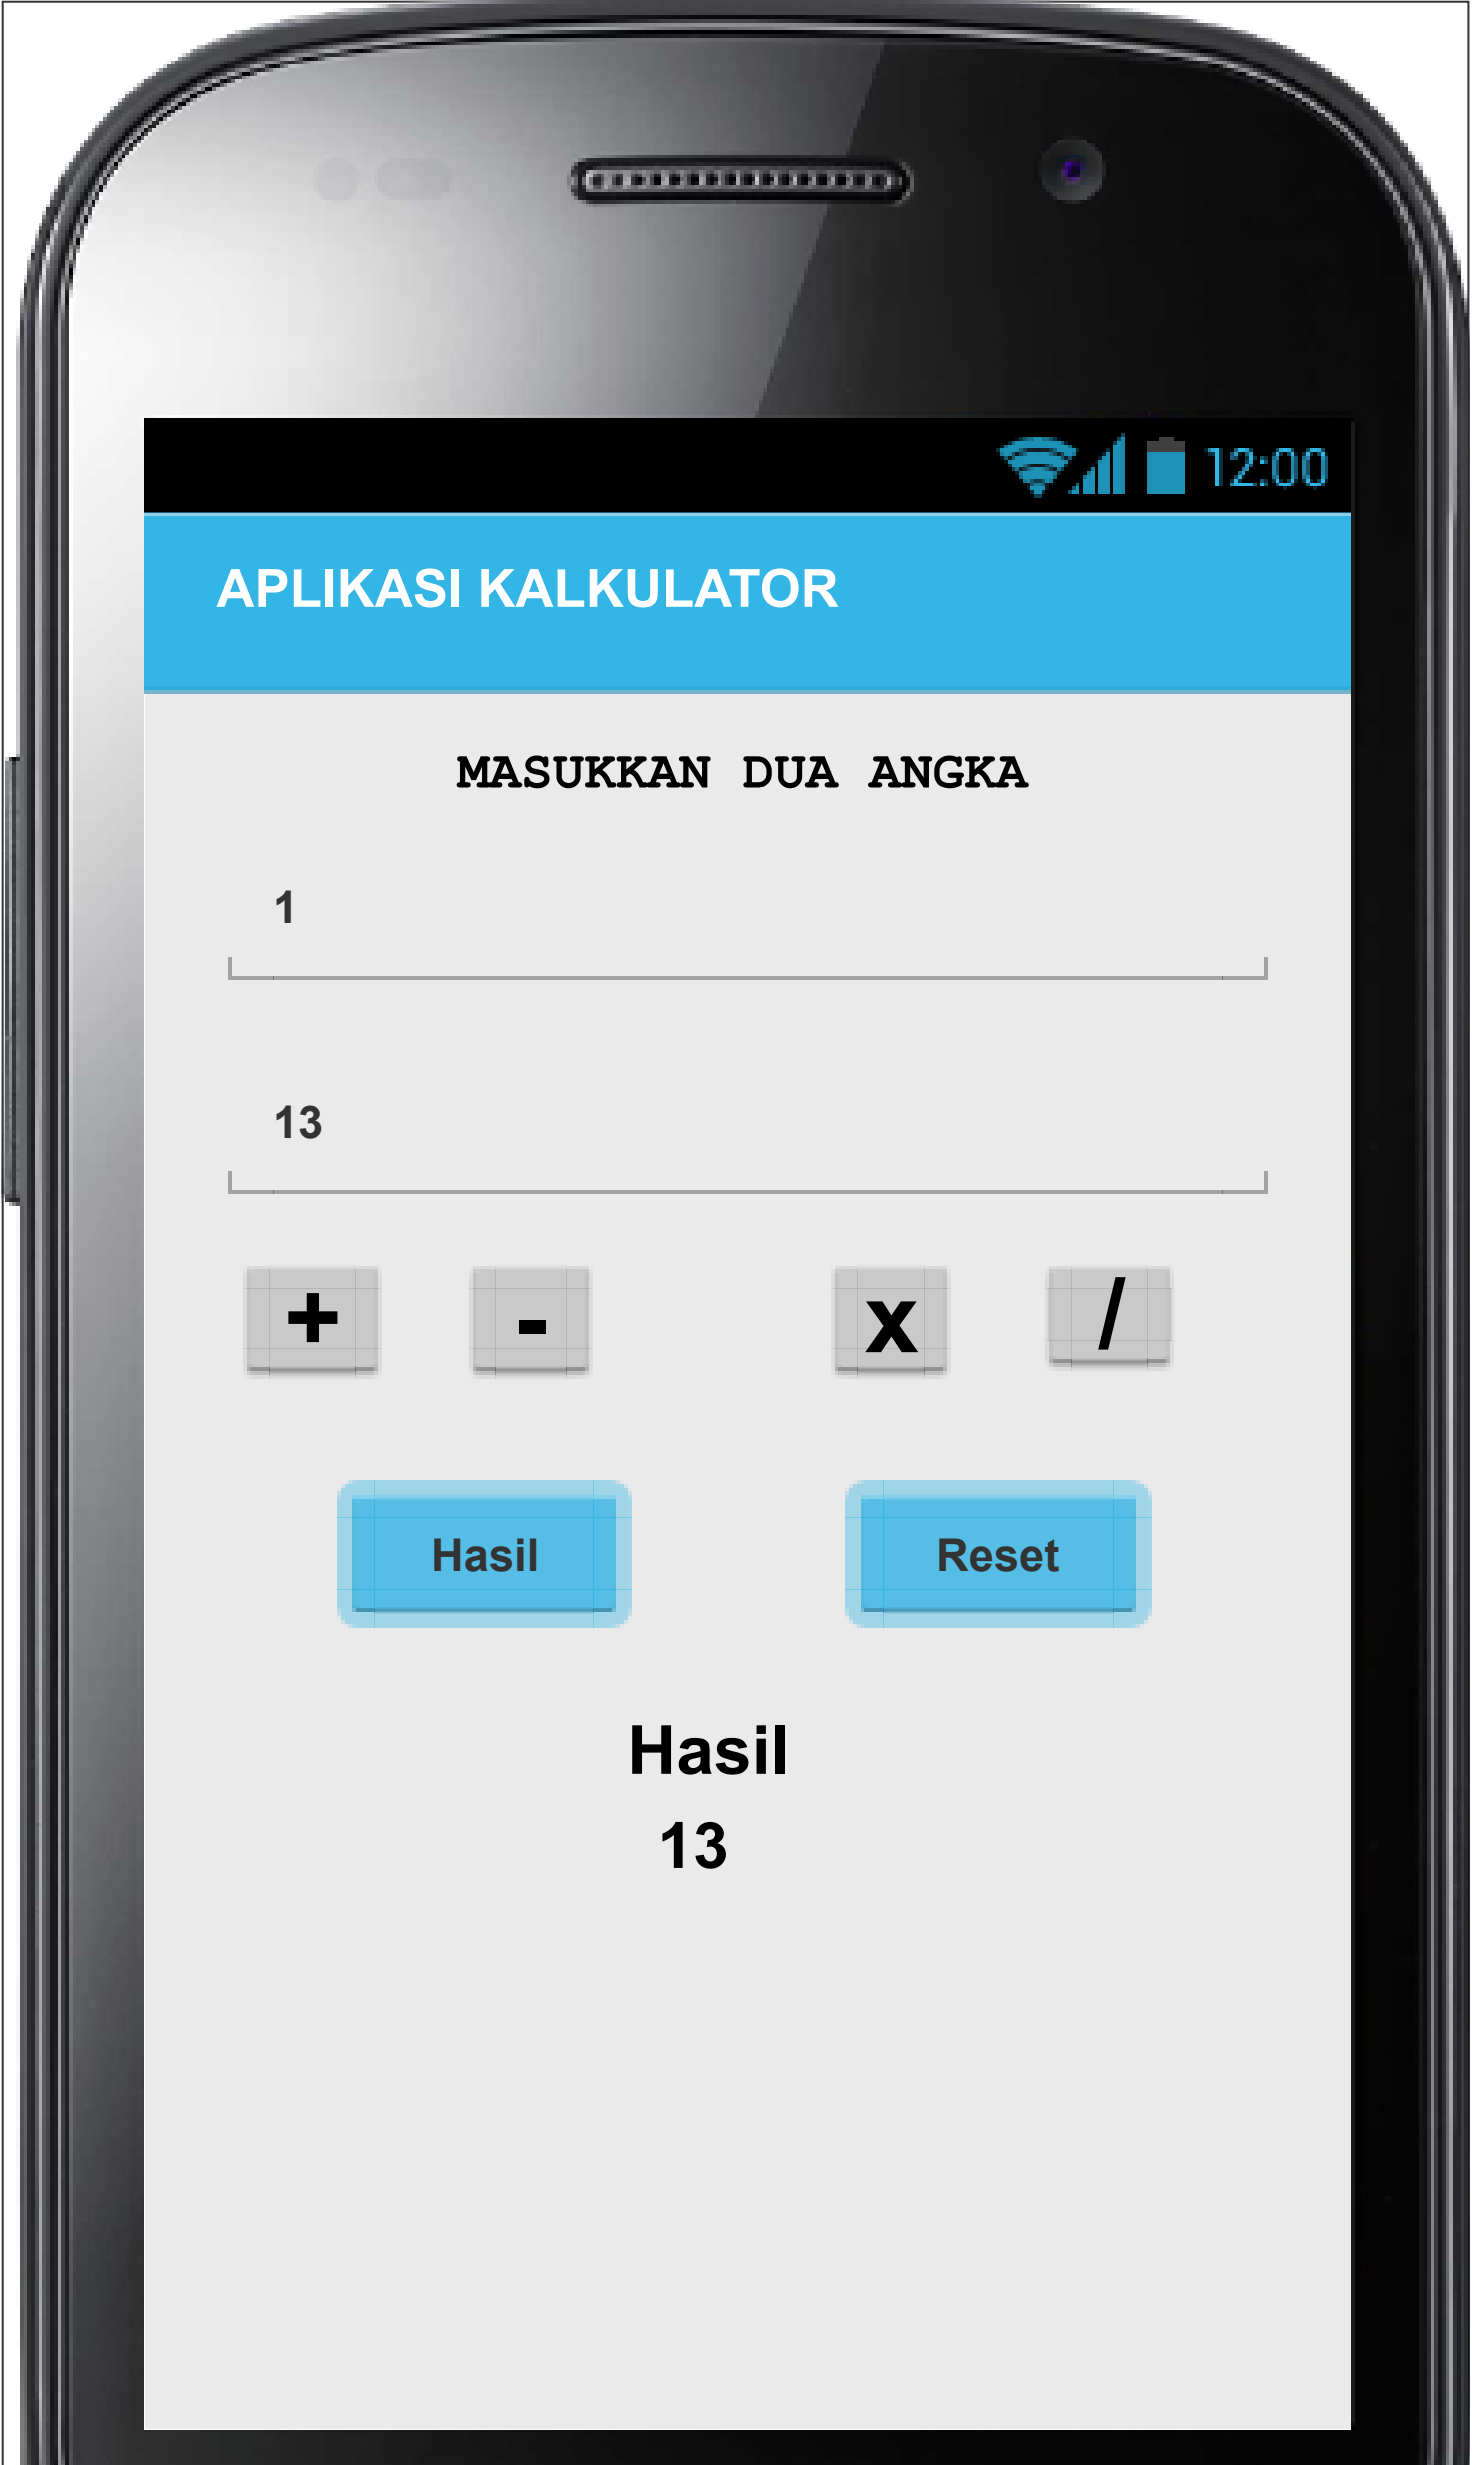 12:00
APLIKASI KALKULATOR
MASUKKAN DUA ANGKA
1
13
+ - x /
Hasil Reset
Hasil
13